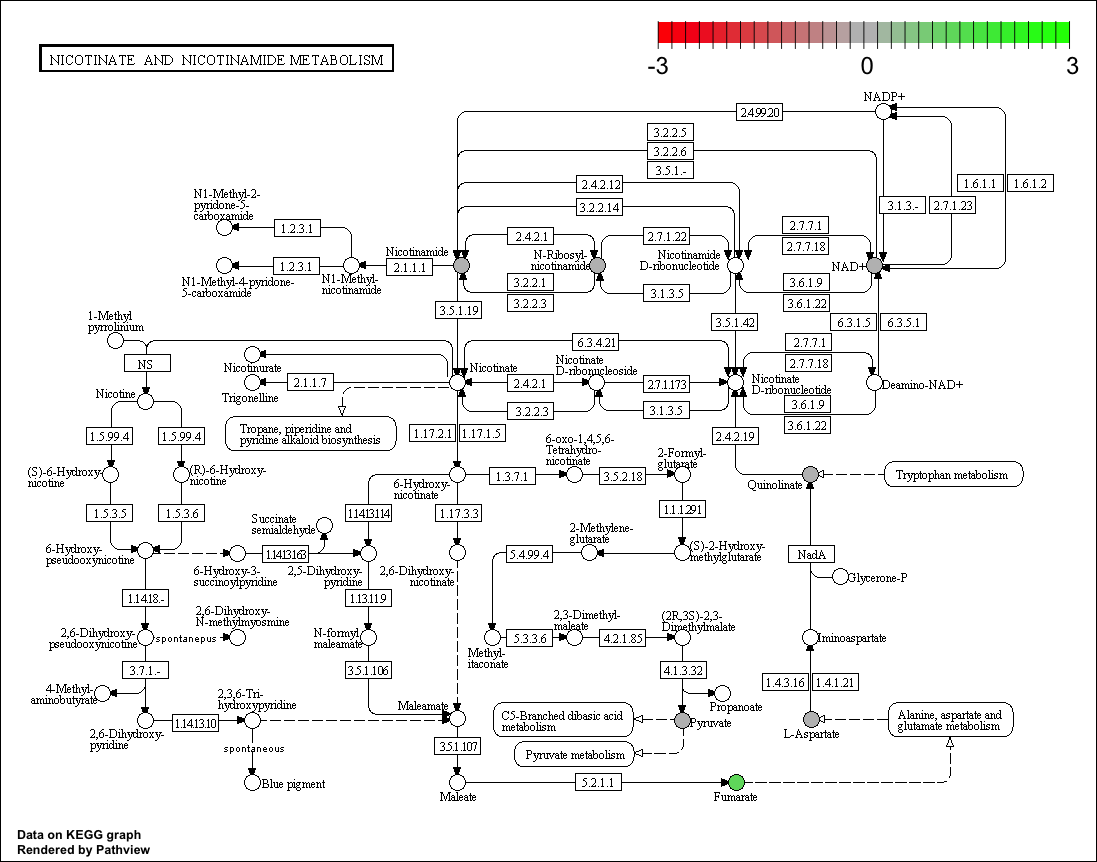 NICOTINATE AND NICOTINAMIDE METABOLISM
-3
0
3
NADP+
2.4.99.20
3.2.2.5
3.2.2.6
3.5.1.-
2.4.2.12
3.2.2.14
1.6.1.1
1.6.1.2
3.1.3.-
2.7.1.23
N1-Methyl-2-
pyridone-5-
carboxamide
1.2.3.1
Nicotinamide
2.4.2.1
N-Ribosyl-
nicotinamide
2.7.1.22
Nicotinamide
D-ribonucleotide
2.7.7.1
2.7.7.18
NAD+
1.2.3.1
2.1.1.1
N1-Methyl-4-pyridone-
5-carboxamide
N1-Methyl-
nicotinamide
3.2.2.1
3.2.2.3
3.1.3.5
3.6.1.9
3.6.1.22
3.5.1.19
3.5.1.42
6.3.1.5
6.3.5.1
1-Methyl
pyrrolinium
NS
Nicotinurate
2.1.1.7
Trigonelline
Nicotine
6.3.4.21
Nicotinate
2.4.2.1
Nicotinate
D-ribonucleoside
2.7.1.173
Nicotinate
D-ribonucleotide
2.7.7.1
2.7.7.18
Deamino-NAD+
3.2.2.3
3.1.3.5
3.6.1.9
3.6.1.22
Tropane, piperidine and
pyridine alkaloid biosynthesis
1.5.99.4
1.5.99.4
1.17.2.1
1.17.1.5
2.4.2.19
(S)-6-Hydroxy-
nicotine
(R)-6-Hydroxy-
nicotine
6-Hydroxy-
nicotinate
1.3.7.1
6-oxo-1,4,5,6-
Tetrahydro-
nicotinate
3.5.2.18
2-Formyl-
glutarate
Quinolinate
Tryptophan metabolism
1.5.3.5
1.5.3.6
Succinate
semialdehyde
1.14.13.114
1.17.3.3
1.1.1.291
6-Hydroxy-
pseudooxynicotine
6-Hydroxy-3-
succinoylpyridine
1.14.13.163
2,5-Dihydroxy-
pyridine
2,6-Dihydroxy-
nicotinate
5.4.99.4
2-Methylene-
glutarate
(S)-2-Hydroxy-
methylglutarate
NadA
Glycerone-P
1.14.18.-
1.13.11.9
2,6-Dihydroxy-
pseudooxynicotine
spontanepus
2,6-Dihydroxy-
N-methylmyosmine
N-formyl
maleamate
Methyl-
itaconate
5.3.3.6
2,3-Dimethyl-
maleate
4.2.1.85
(2R,3S)-2,3-
Dimethylmalate
Iminoaspartate
3.7.1.-
3.5.1.106
4.1.3.32
1.4.3.16
1.4.1.21
4-Methyl-
aminobutyrate
Propanoate
2,6-Dihydroxy-
pyridine
1.14.13.10
2,3,6-Tri-
hydroxypyridine
Maleamate
C5-Branched dibasic acid
metabolism
Pyruvate
L-Aspartate
Alanine, aspartate and
glutamate metabolism
spontaneous
3.5.1.107
Pyruvate metabolism
Blue pigment
Maleate
5.2.1.1
Fumarate
Data on KEGG graph
Rendered by Pathview